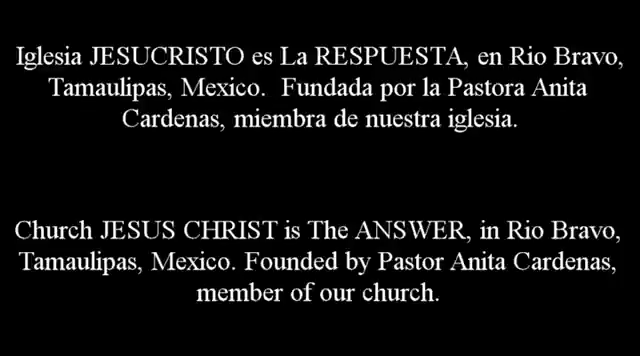 Iglesia JESUCRISTO es La RESPUESTA, en Rio Bravo,
Tamaulipas, Mexico.  Fundada por la Pastora Anita
Cardenas, miembra de nuestra iglesia.
Church JESUS CHRIST is The ANSWER, in Rio Bravo,
Tamaulipas, Mexico. Founded by Pastor Anita Cardenas,
member of our church.